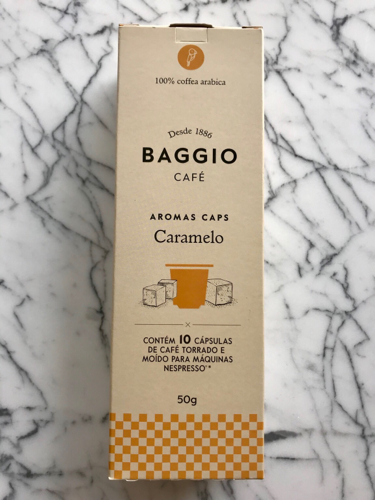 100% coffea arabica
Desde 1886
BAGGIO
CAFÉ
AROMAS CAPS
Caramelo
CONTÉM 10 CÁPSULAS
DE CAFÉ TORRADO E
MOÍDO PARA MÁQUINAS
NESPRESSO®*
50g